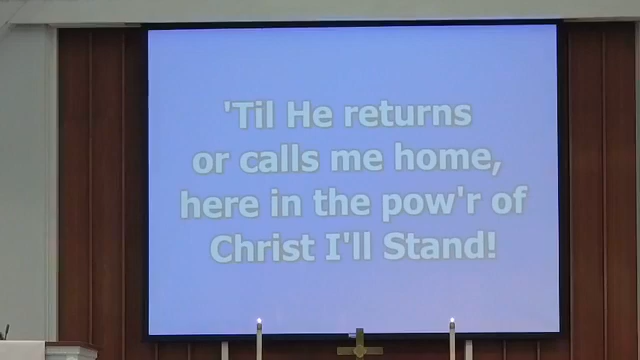 'Til He returns
or calls me home,
here in the pow'r of
Christ I'll Stand!